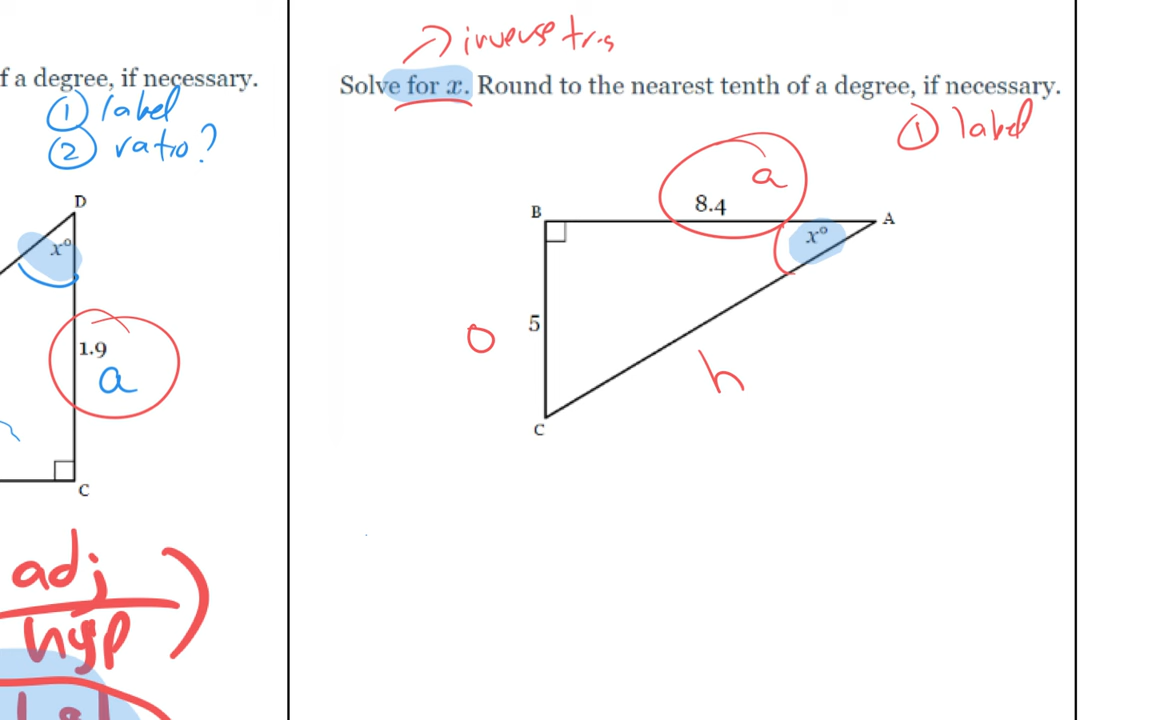 f a degree, if necessary.
① label
② ratio?
D
x°
1.9
a
C
adj
hyp
inverse trig
Solve for x. Round to the nearest tenth of a degree, if necessary.
① label
a
8.4
B
A
x°
5
o
h
C